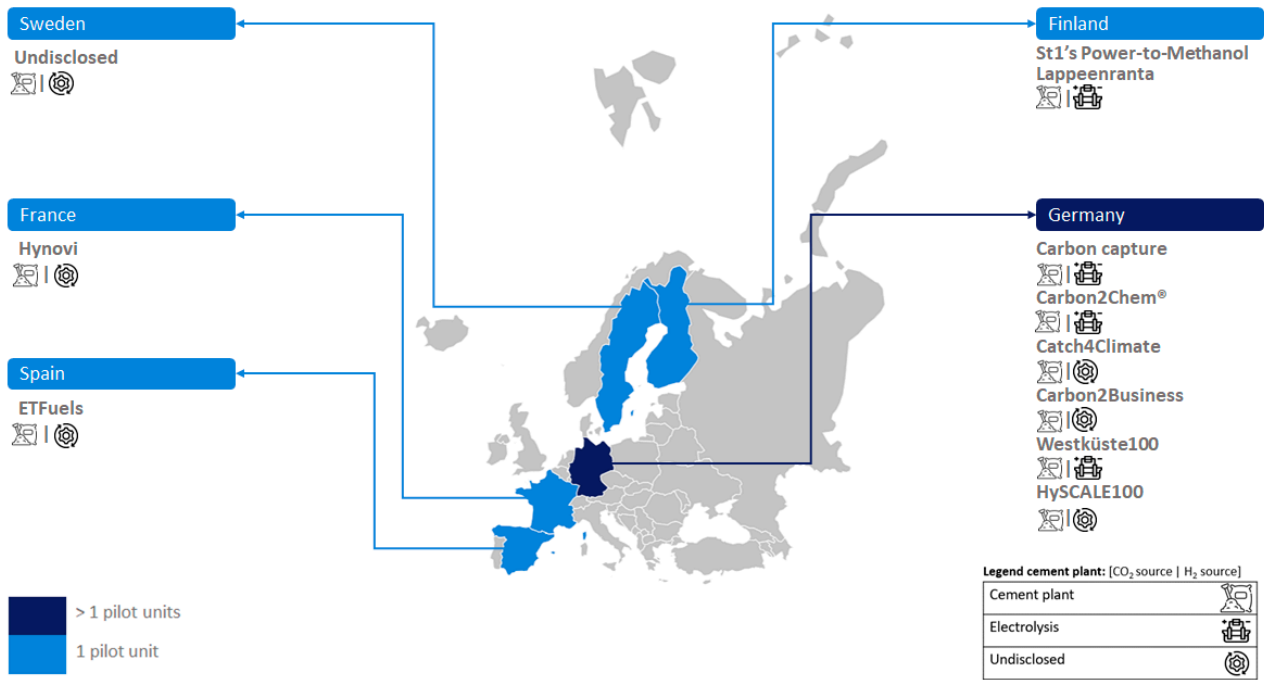 Sweden
Undisclosed
|
France
Hynovi
|
Spain
ETFuels
|
Finland
St1's Power-to-Methanol
Lappeenranta
|
Germany
Carbon capture
|
Carbon2Chem®
|
Catch4Climate
|
Carbon2Business
|
Westküste100
|
HySCALE100
|
> 1 pilot units
1 pilot unit
Legend cement plant: [CO₂ source | H₂ source]
Cement plant
Electrolysis
Undisclosed